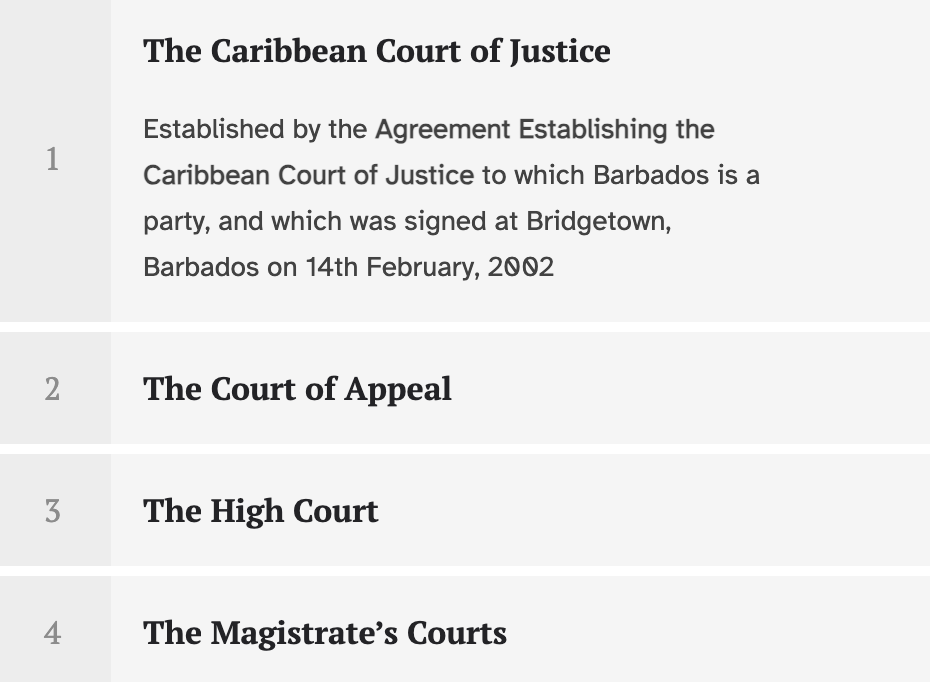 The Caribbean Court of Justice
1
Established by the Agreement Establishing the
Caribbean Court of Justice to which Barbados is a
party, and which was signed at Bridgetown,
Barbados on 14th February, 2002
2
The Court of Appeal
3
The High Court
4
The Magistrate’s Courts